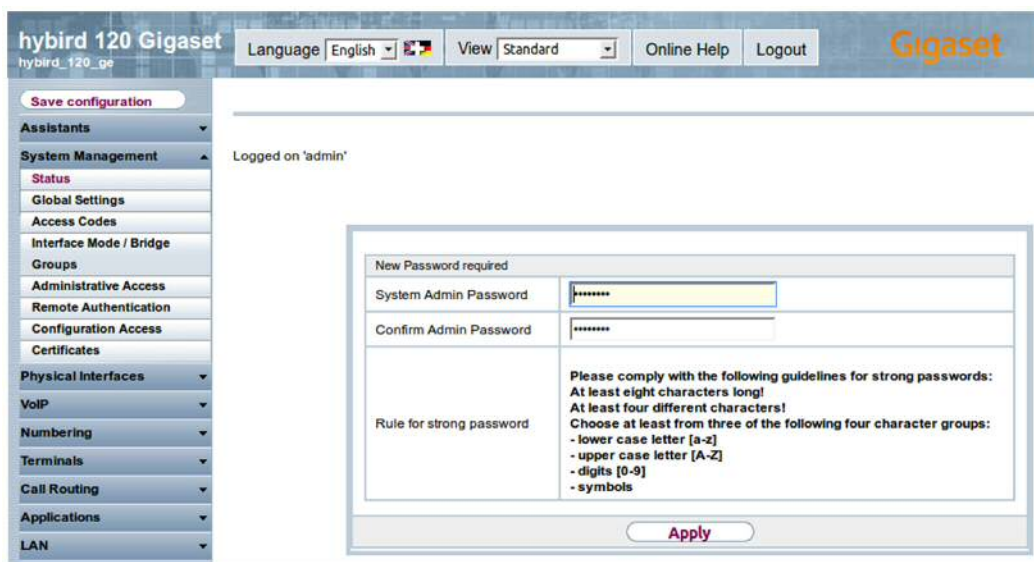 hybird 120 Gigaset
hybird_120_ge
Language English View Standard Online Help Logout
Gigaset
Save configuration
Assistants
System Management
Status
Global Settings
Access Codes
Interface Mode / Bridge
Groups
Administrative Access
Remote Authentication
Configuration Access
Certificates
Physical Interfaces
VoIP
Numbering
Terminals
Call Routing
Applications
LAN
Logged on 'admin'
New Password required
System Admin Password ••••••••
Confirm Admin Password ••••••••
Rule for strong password
Please comply with the following guidelines for strong passwords:
At least eight characters long!
At least four different characters!
Choose at least from three of the following four character groups:
- lower case letter [a-z]
- upper case letter [A-Z]
- digits [0-9]
- symbols
Apply